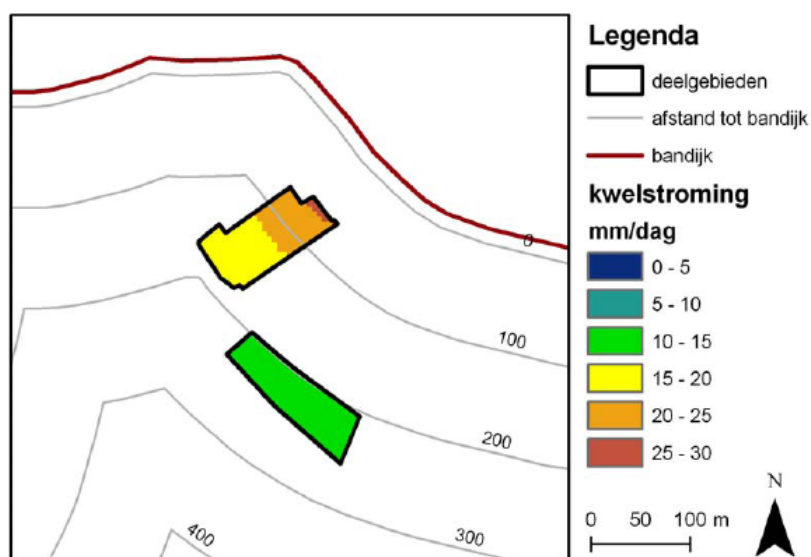 Legenda
deelgebieden
afstand tot bandijk
bandijk
kwelstroming
mm/dag
0 - 5
5 - 10
10 - 15
15 - 20
20 - 25
25 - 30
0
100
200
300
400
N
0 50 100 m